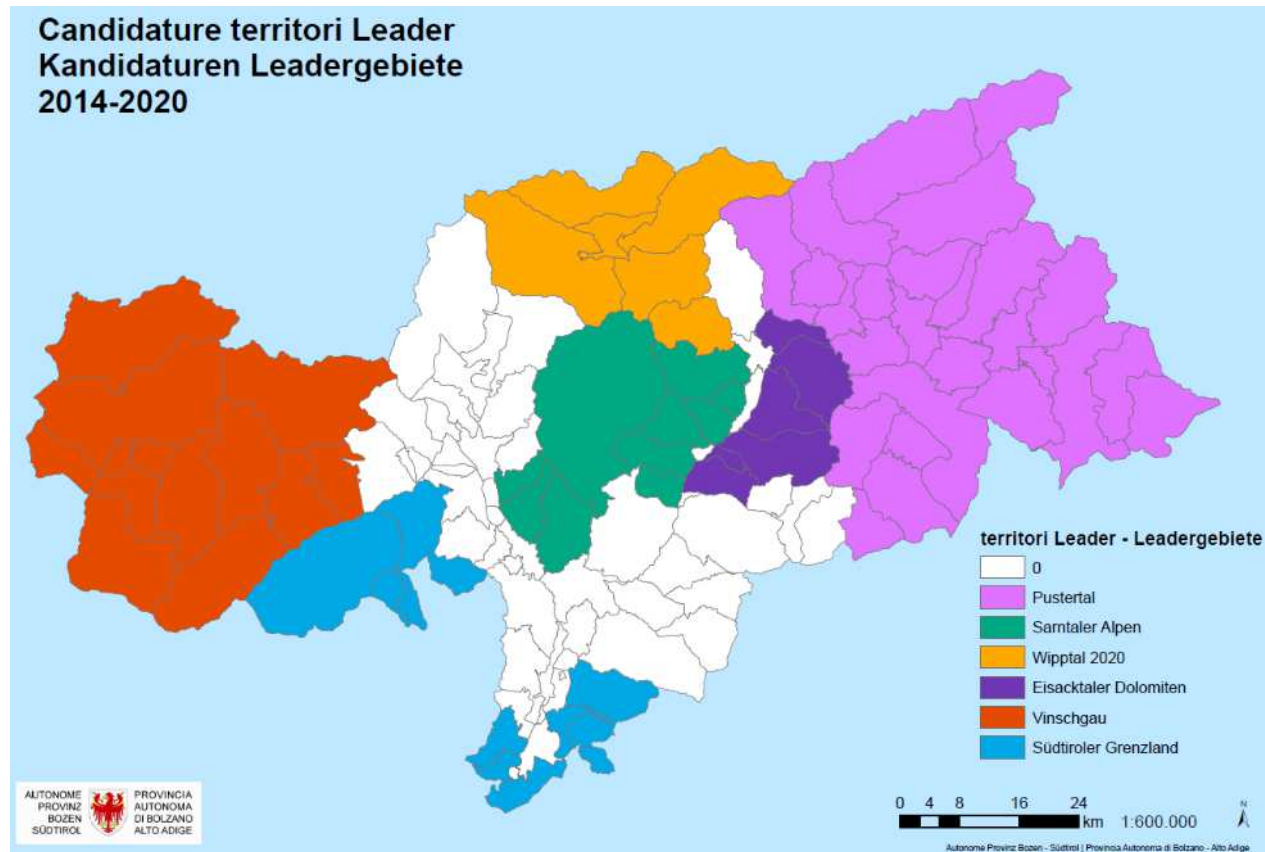 Candidature territori Leader
Kandidaturen Leadergebiete
2014-2020
territori Leader - Leadergebiete
0
Pustertal
Sarntaler Alpen
Wipptal 2020
Eisacktaler Dolomiten
Vinschgau
Südtiroler Grenzland
AUTONOME PROVINZ BOZEN SÜDTIROL
PROVINCIA AUTONOMA DI BOLZANO ALTO ADIGE
0 4 8 16 24
km 1:600.000
N
Autonome Provinz Bozen - Südtirol | Provincia Autonoma di Bolzano - Alto Adige